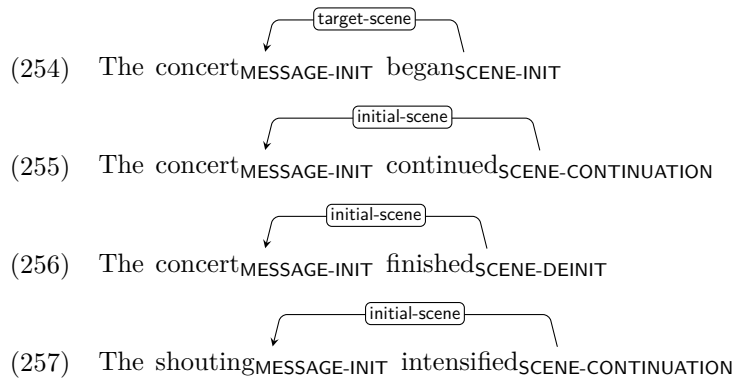 target-scene
(254) The concertMESSAGE-INIT beganSCENE-INIT
initial-scene
(255) The concertMESSAGE-INIT continuedSCENE-CONTINUATION
initial-scene
(256) The concertMESSAGE-INIT finishedSCENE-DEINIT
initial-scene
(257) The shoutingMESSAGE-INIT intensifiedSCENE-CONTINUATION